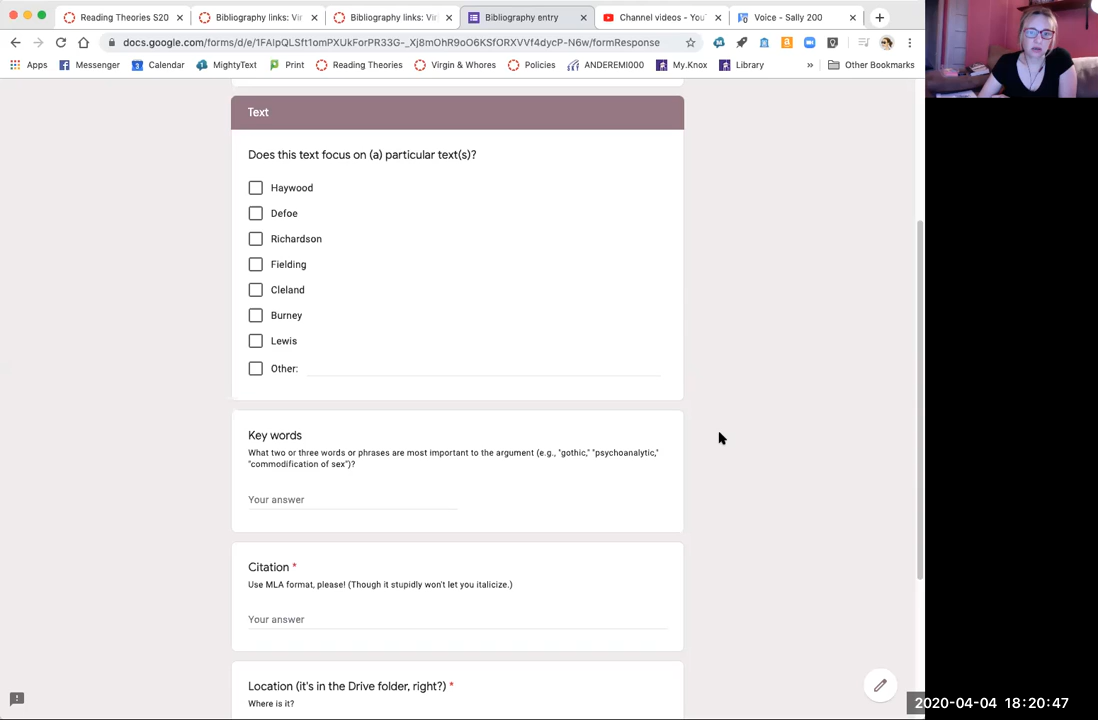 Reading Theories S20
Bibliography links: Vir
Bibliography links: Vir
Bibliography entry
Channel videos - You
Voice - Sally 200
docs.google.com/forms/d/e/1FAIpQLSft1omPXUkForPR33G-_Xj8mOhR9oO6KSfORXVVf4dycP-N6w/formResponse
Apps
Messenger
Calendar
MightyText
Print
Reading Theories
Virgin & Whores
Policies
ANDEREMI000
My.Knox
Library
»
Other Bookmarks
Text
Does this text focus on (a) particular text(s)?
Haywood
Defoe
Richardson
Fielding
Cleland
Burney
Lewis
Other:
Key words
What two or three words or phrases are most important to the argument (e.g., "gothic," "psychoanalytic,"
"commodification of sex")?
Your answer
Citation *
Use MLA format, please! (Though it stupidly won't let you italicize.)
Your answer
Location (it's in the Drive folder, right?) *
Where is it?
2020-04-04 18:20:47